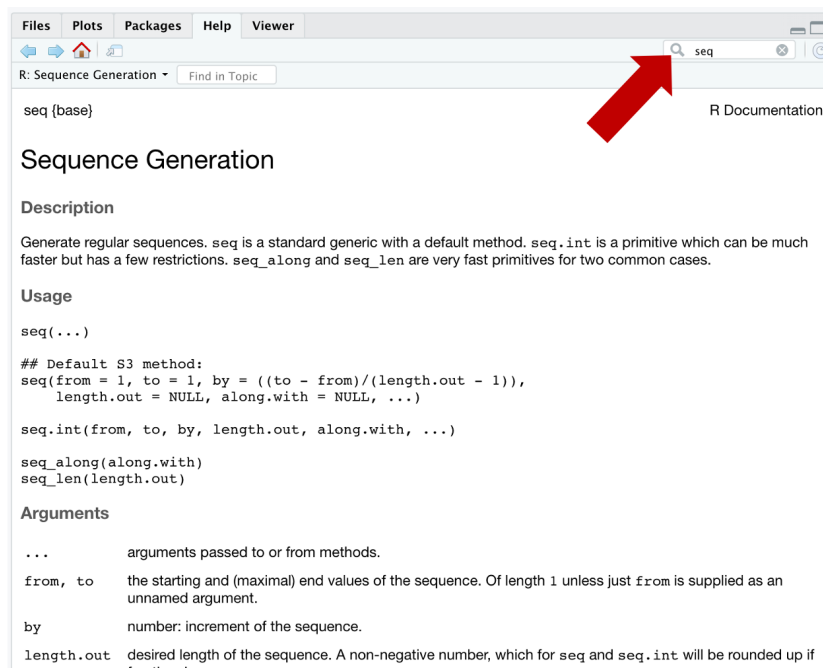 Files Plots Packages Help Viewer
seq
R: Sequence Generation Find in Topic
seq {base} R Documentation
Sequence Generation
Description
Generate regular sequences. seq is a standard generic with a default method. seq.int is a primitive which can be much
faster but has a few restrictions. seq_along and seq_len are very fast primitives for two common cases.
Usage
seq(...)
## Default S3 method:
seq(from = 1, to = 1, by = ((to - from)/(length.out - 1)),
length.out = NULL, along.with = NULL, ...)
seq.int(from, to, by, length.out, along.with, ...)
seq_along(along.with)
seq_len(length.out)
Arguments
... arguments passed to or from methods.
from, to the starting and (maximal) end values of the sequence. Of length 1 unless just from is supplied as an
unnamed argument.
by number: increment of the sequence.
length.out desired length of the sequence. A non-negative number, which for seq and seq.int will be rounded up if